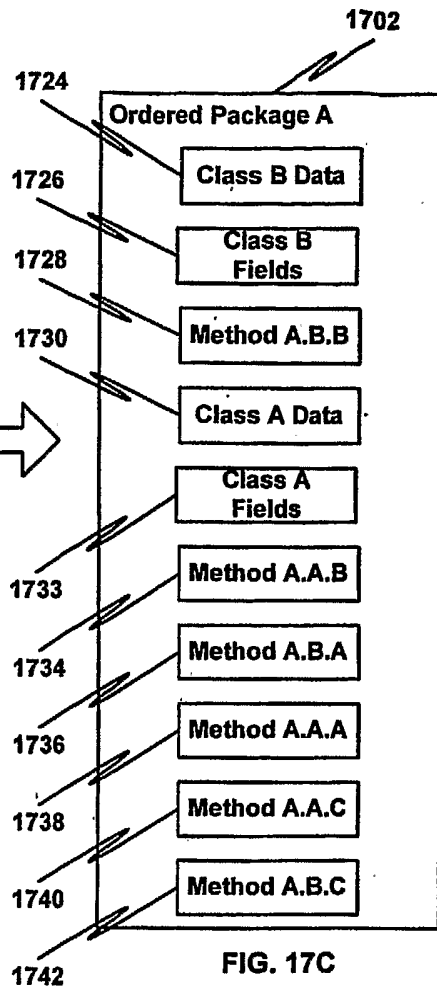 1702
1724
Ordered Package A
Class B Data
1726
Class B
Fields
1728
Method A.B.B
1730
Class A Data
Class A
Fields
1733
Method A.A.B
1734
Method A.B.A
1736
Method A.A.A
1738
Method A.A.C
1740
Method A.B.C
1742
FIG. 17C